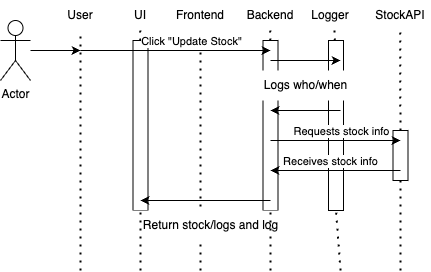 User UI Frontend Backend Logger StockAPI
Click "Update Stock"
Actor
Logs who/when
Requests stock info
Receives stock info
Return stock/logs and log